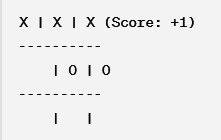 X | X | X (Score: +1)
----------
    | O | O
----------
    |   |